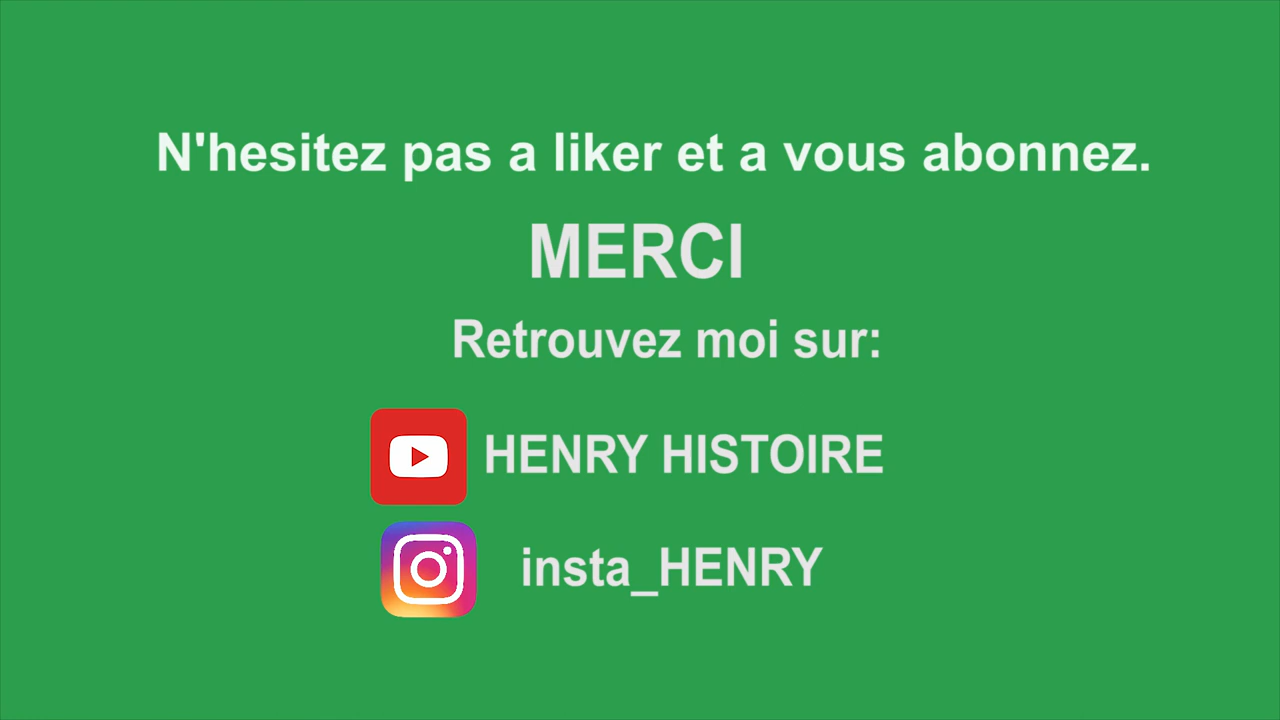 N'hesitez pas a liker et a vous abonnez.
MERCI
Retrouvez moi sur:
HENRY HISTOIRE
insta_HENRY